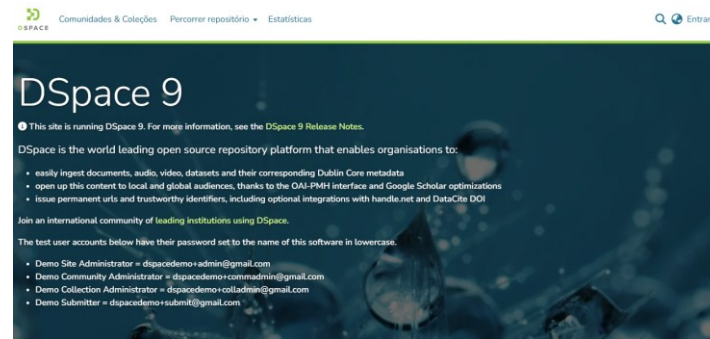 DSPACE
Comunidades & Coleções Percorrer repositório Estatísticas Entrar
DSpace 9
This site is running DSpace 9. For more information, see the DSpace 9 Release Notes.
DSpace is the world leading open source repository platform that enables organisations to:
• easily ingest documents, audio, video, datasets and their corresponding Dublin Core metadata
• open up this content to local and global audiences, thanks to the OAI-PMH interface and Google Scholar optimizations
• issue permanent urls and trustworthy identifiers, including optional integrations with handle.net and DataCite DOI
Join an international community of leading institutions using DSpace.
The test user accounts below have their password set to the name of this software in lowercase.
• Demo Site Administrator = dspacedemo+admin@gmail.com
• Demo Community Administrator = dspacedemo+commadmin@gmail.com
• Demo Collection Administrator = dspacedemo+colladmin@gmail.com
• Demo Submitter = dspacedemo+submit@gmail.com